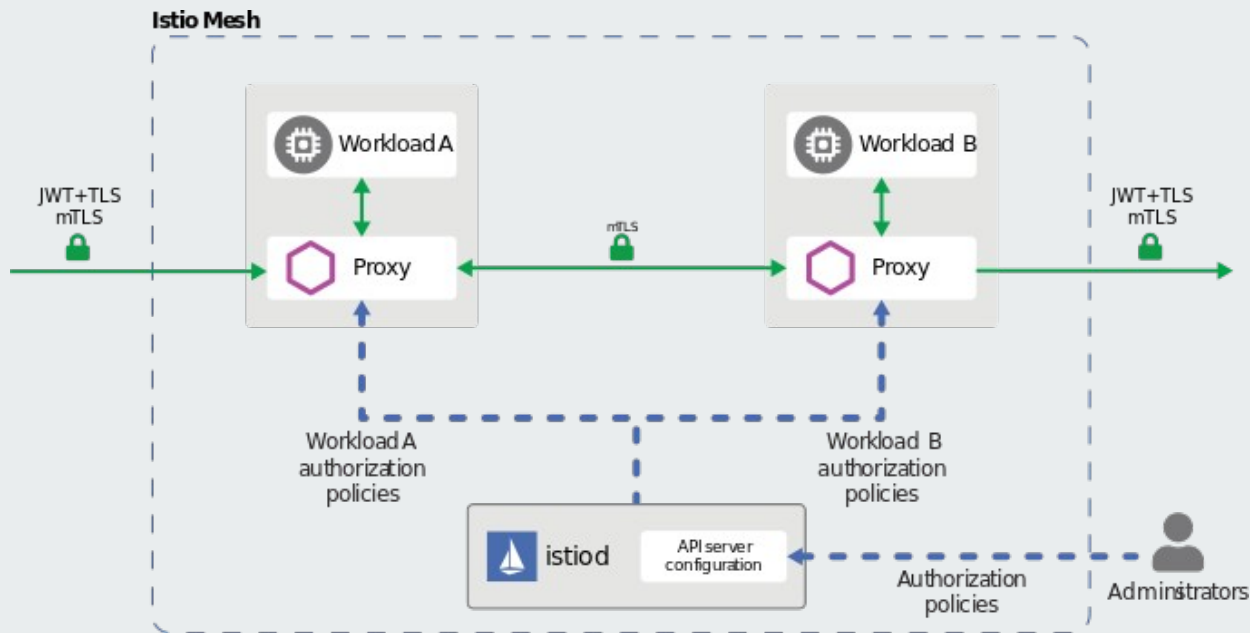 Istio Mesh
Workload A
Workload B
JWT+TLS
mTLS
mTLS
JWT+TLS
mTLS
Proxy
Proxy
Workload A
authorization
policies
Workload B
authorization
policies
istiod
API server
configuration
Authorization
policies
Administrators